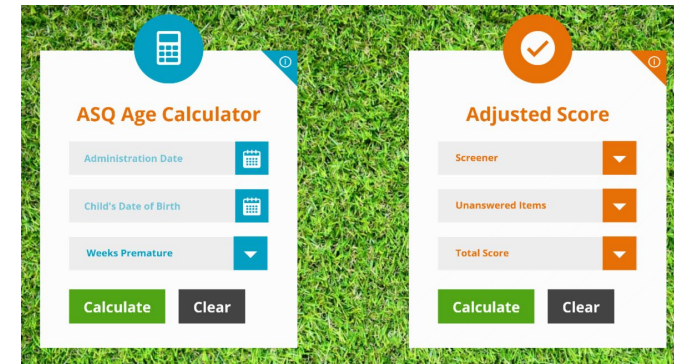 ASQ Age Calculator
Administration Date
Child's Date of Birth
Weeks Premature
Calculate
Clear
Adjusted Score
Screener
Unanswered Items
Total Score
Calculate
Clear